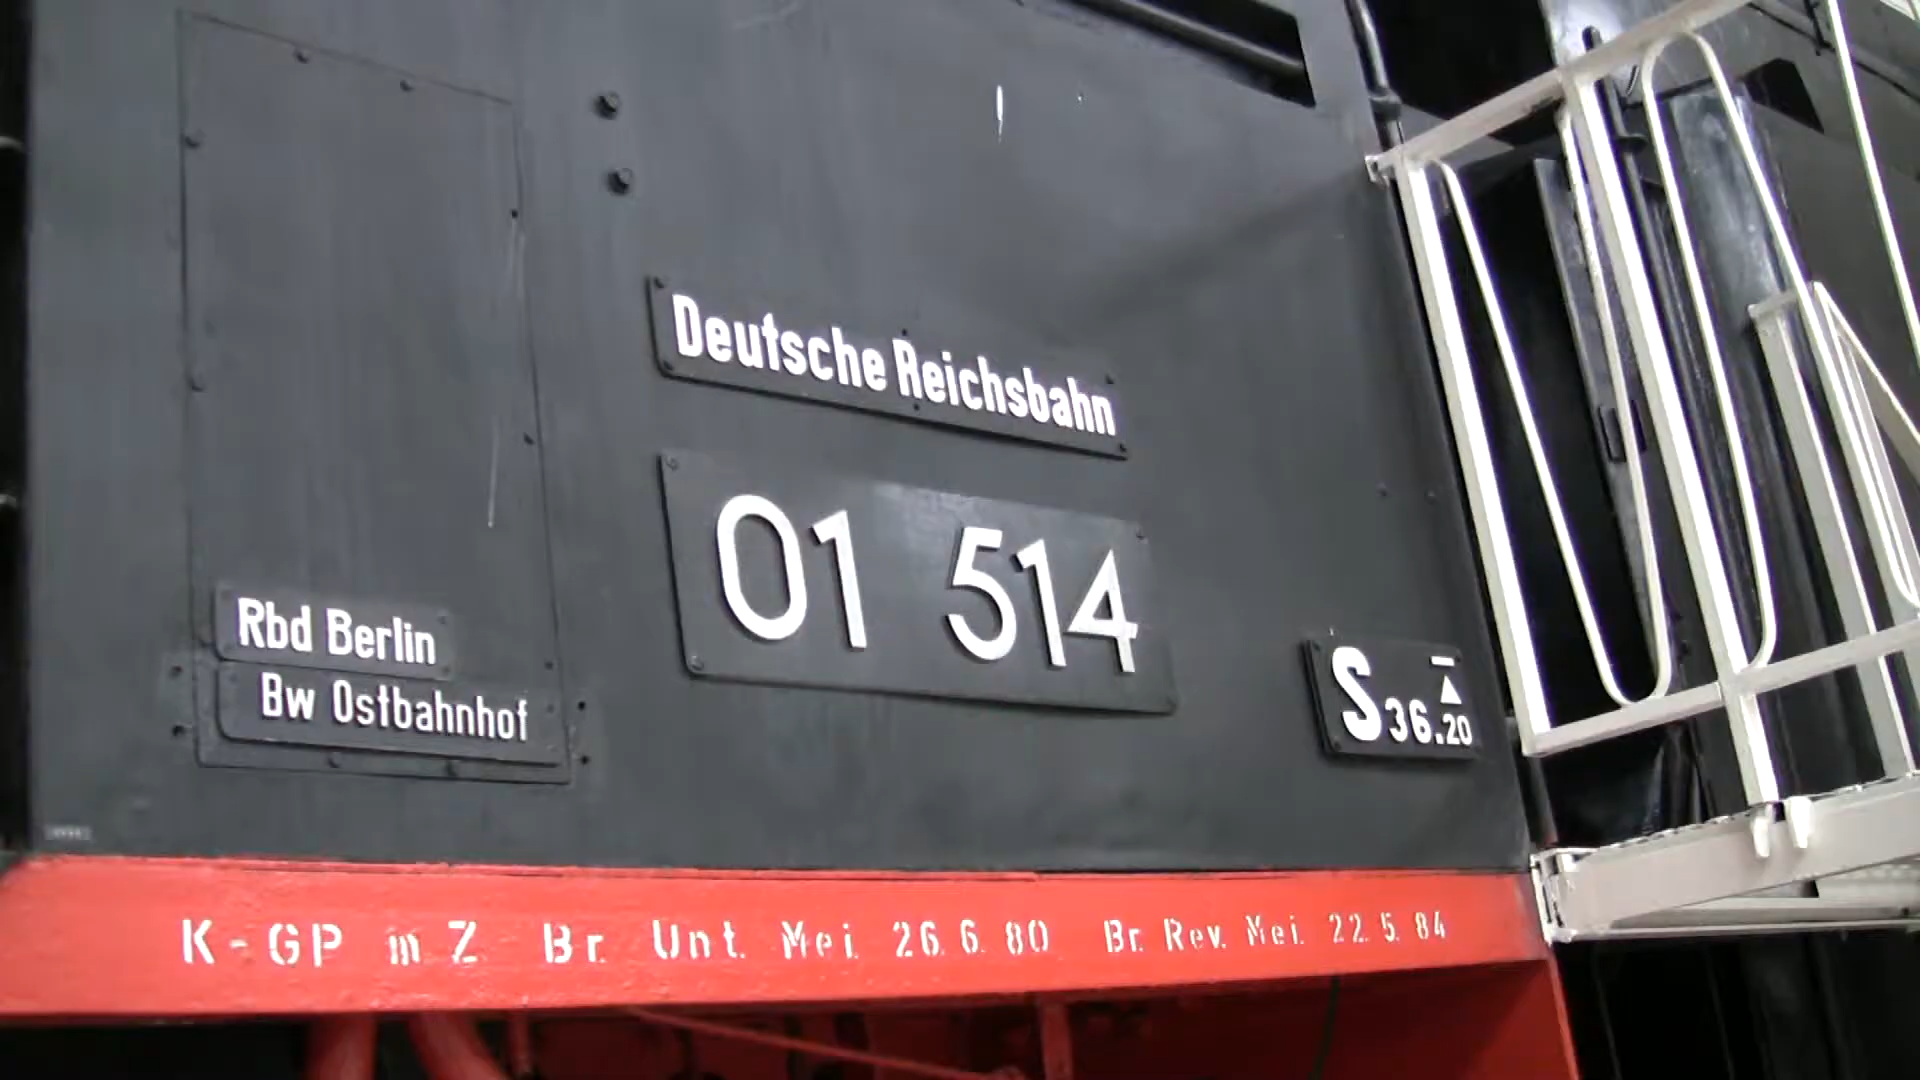 Deutsche Reichsbahn
01 514
Rbd Berlin
Bw Ostbahnhof
S 36.20
K-GP m Z Br. Unt. Mei. 26. 6. 80 Br. Rev. Mei. 22. 5. 84